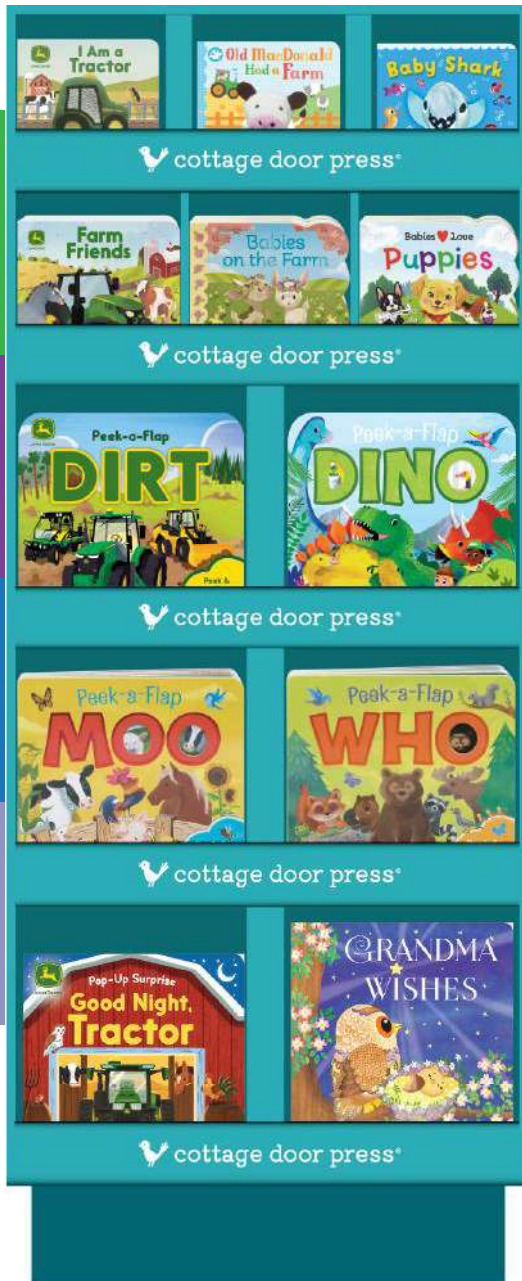 I Am a
Tractor
Old MacDonald
Had a Farm
Baby Shark
cottage door press®
Farm
Friends
Babies
on the Farm
Babies Love
Puppies
cottage door press®
Peek-a-Flap
DIRT
Peek &
Peek-a-Flap
DINO
cottage door press®
Peek-a-Flap
MOO
Peek-a-Flap
WHO
cottage door press®
Pop-Up Surprise
Good Night,
Tractor
GRANDMA
WISHES
cottage door press®